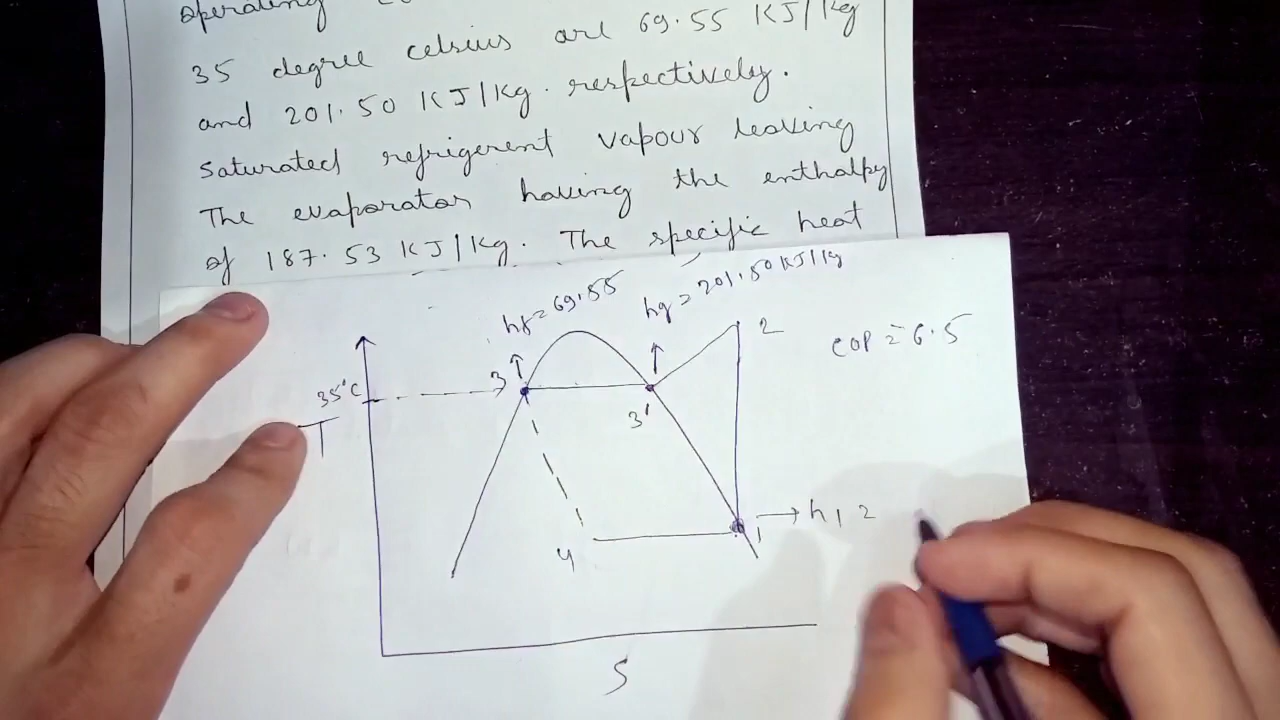 operating
35 degree celsius are 69.55 KJ/Kg
and 201.50 KJ/Kg. respectively.
saturated refrigerent vapour leaving
The evaporator having the enthalpy
of 187.53 KJ/Kg. The specific heat
hf = 69.55
hg = 201.50 KJ/Kg
2
COP = 6.5
3
35°C
3'
T
1
→ h1 =
4
S